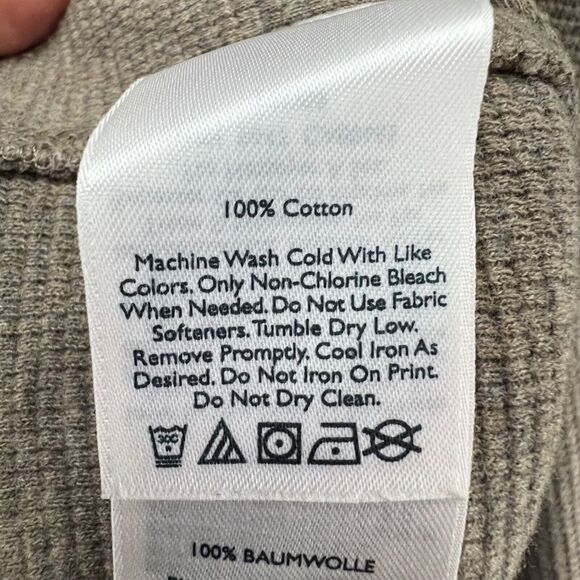 100% Cotton
Machine Wash Cold With Like
Colors. Only Non-Chlorine Bleach
When Needed. Do Not Use Fabric
Softeners. Tumble Dry Low.
Remove Promptly. Cool Iron As
Desired. Do Not Iron On Print.
Do Not Dry Clean.
30C
100% BAUMWOLLE